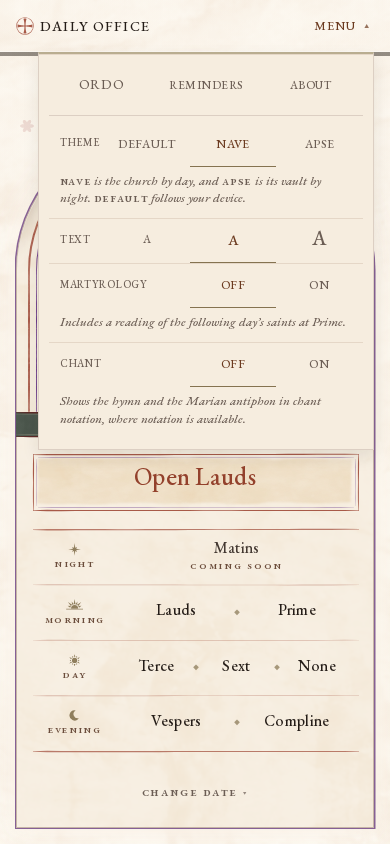 DAILY OFFICE
MENU
ORDO REMINDERS ABOUT
THEME DEFAULT NAVE APSE
NAVE is the church by day, and APSE is its vault by
night. DEFAULT follows your device.
TEXT A A A
MARTYROLOGY OFF ON
Includes a reading of the following day's saints at Prime.
CHANT OFF ON
Shows the hymn and the Marian antiphon in chant
notation, where notation is available.
Open Lauds
NIGHT Matins
COMING SOON
MORNING Lauds Prime
DAY Terce Sext None
EVENING Vespers Compline
CHANGE DATE